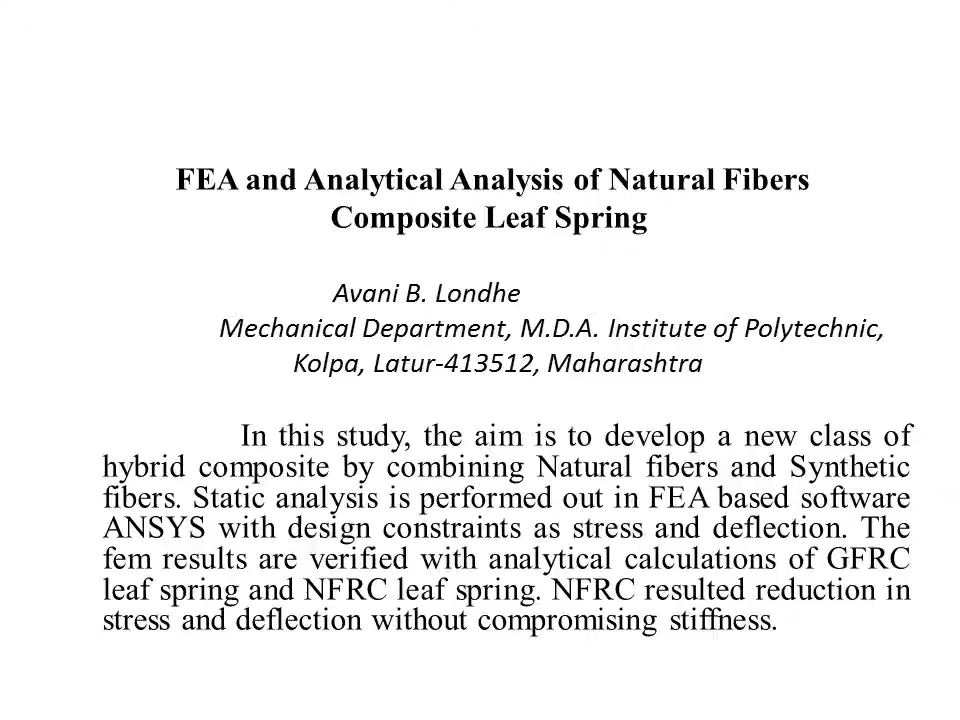 FEA and Analytical Analysis of Natural Fibers
Composite Leaf Spring
Avani B. Londhe
Mechanical Department, M.D.A. Institute of Polytechnic,
Kolpa, Latur-413512, Maharashtra
In this study, the aim is to develop a new class of
hybrid composite by combining Natural fibers and Synthetic
fibers. Static analysis is performed out in FEA based software
ANSYS with design constraints as stress and deflection. The
fem results are verified with analytical calculations of GFRC
leaf spring and NFRC leaf spring. NFRC resulted reduction in
stress and deflection without compromising stiffness.